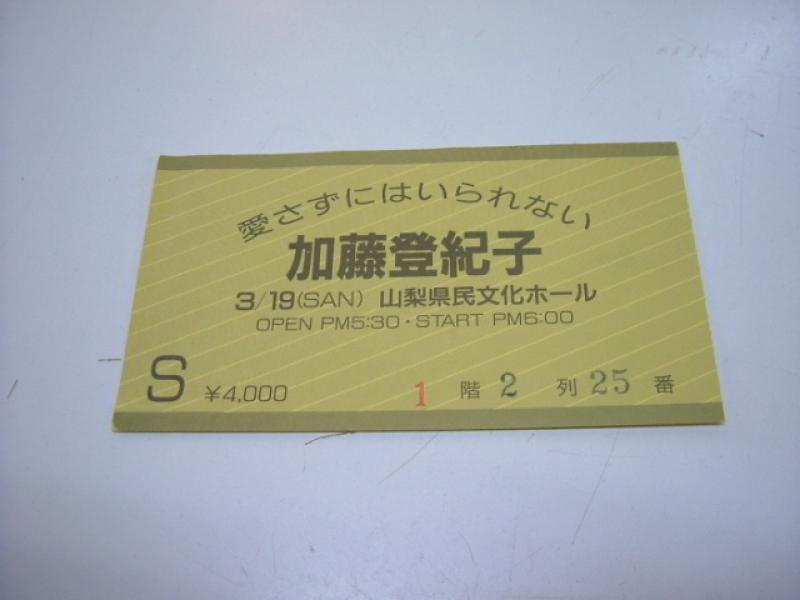 愛さずにはいられない
加藤登紀子
3/19(SAN) 山梨県民文化ホール
OPEN PM5:30・START PM6:00
S ¥4,000 1 階 2 列 25 番